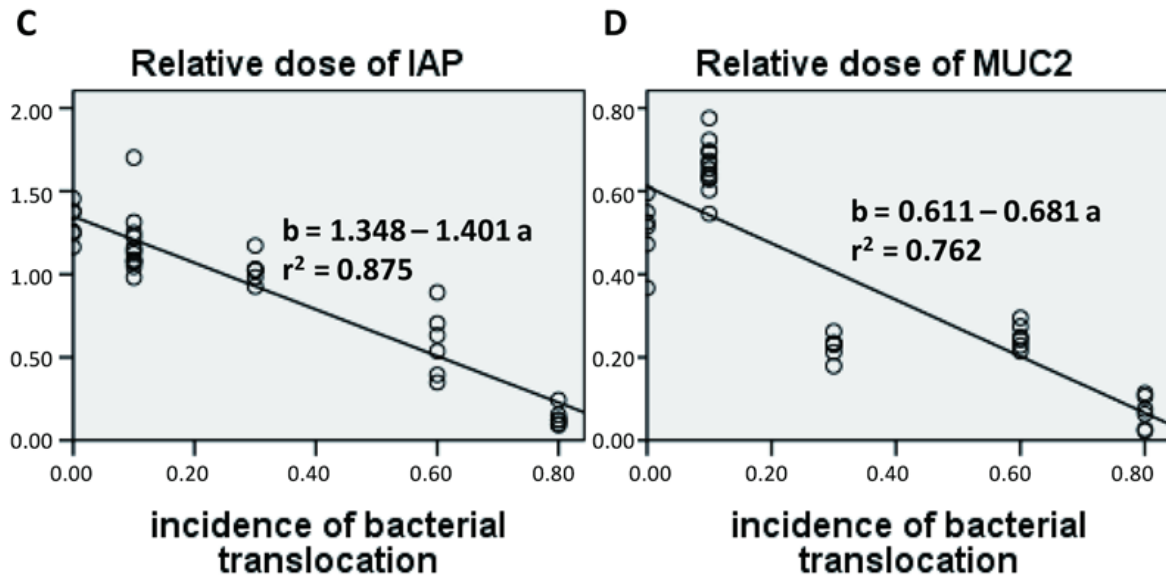 C
Relative dose of IAP
2.00
1.50
1.00
0.50
0.00
b = 1.348 – 1.401 a
r² = 0.875
0.00 0.20 0.40 0.60 0.80
incidence of bacterial
translocation
D
Relative dose of MUC2
0.80
0.60
0.40
0.20
0.00
b = 0.611 – 0.681 a
r² = 0.762
0.00 0.20 0.40 0.60 0.80
incidence of bacterial
translocation